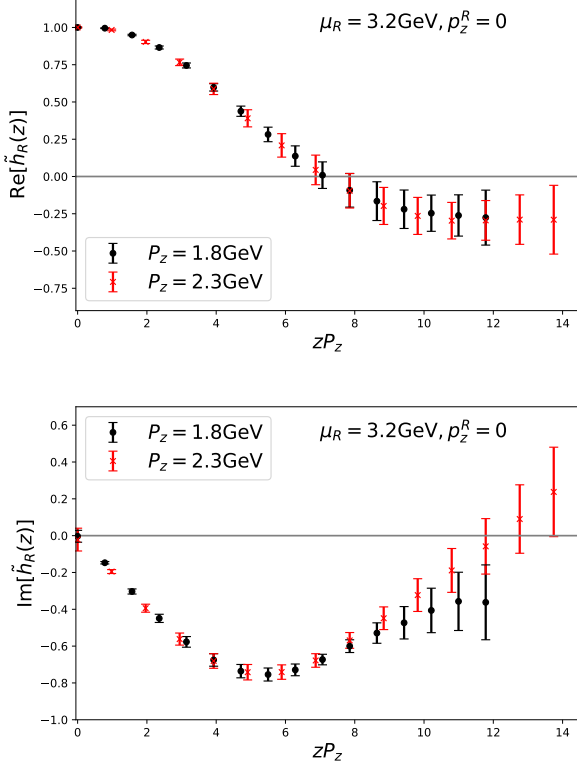 1.00
0.75
0.50
0.25
0.00
−0.25
−0.50
−0.75
Re[h̃_R(z)]
μ_R = 3.2GeV, p_z^R = 0
P_z = 1.8GeV
P_z = 2.3GeV
0 2 4 6 8 10 12 14
zP_z
0.6
0.4
0.2
0.0
−0.2
−0.4
−0.6
−0.8
−1.0
Im[h̃_R(z)]
P_z = 1.8GeV
P_z = 2.3GeV
μ_R = 3.2GeV, p_z^R = 0
0 2 4 6 8 10 12 14
zP_z